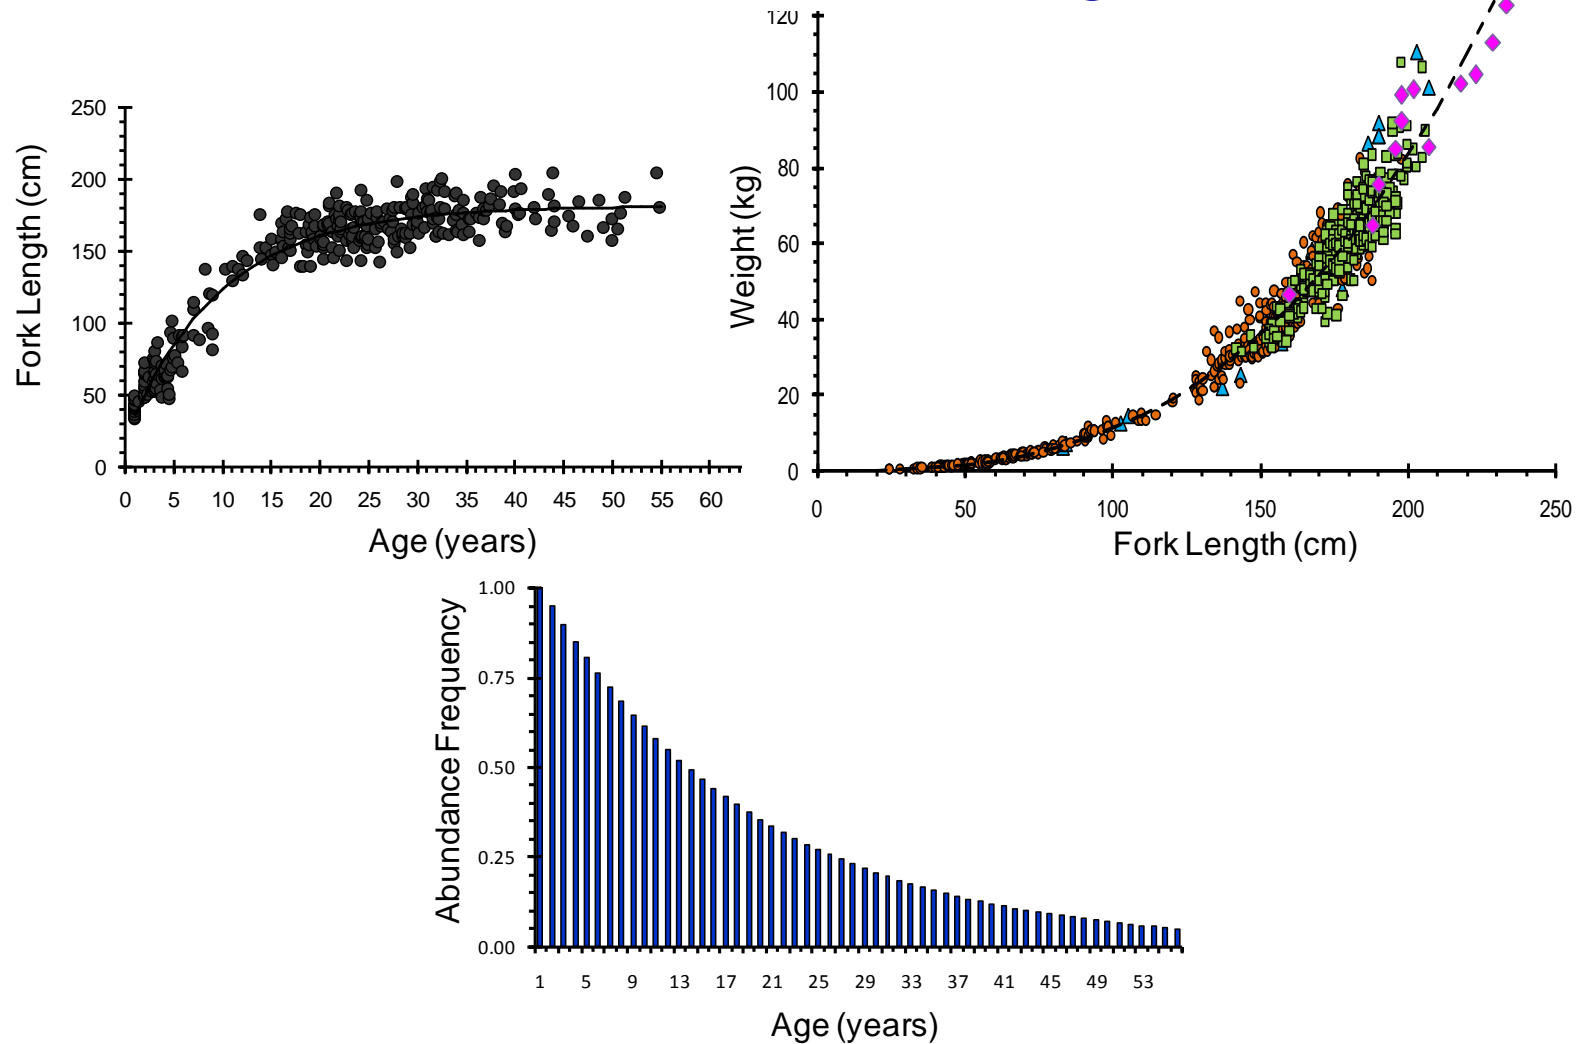 250
200
150
100
50
0
Fork Length (cm)
0 5 10 15 20 25 30 35 40 45 50 55 60
Age (years)
120
100
80
60
40
20
0
Weight (kg)
0 50 100 150 200 250
Fork Length (cm)
1.00
0.75
0.50
0.25
0.00
Abundance Frequency
1 5 9 13 17 21 25 29 33 37 41 45 49 53
Age (years)